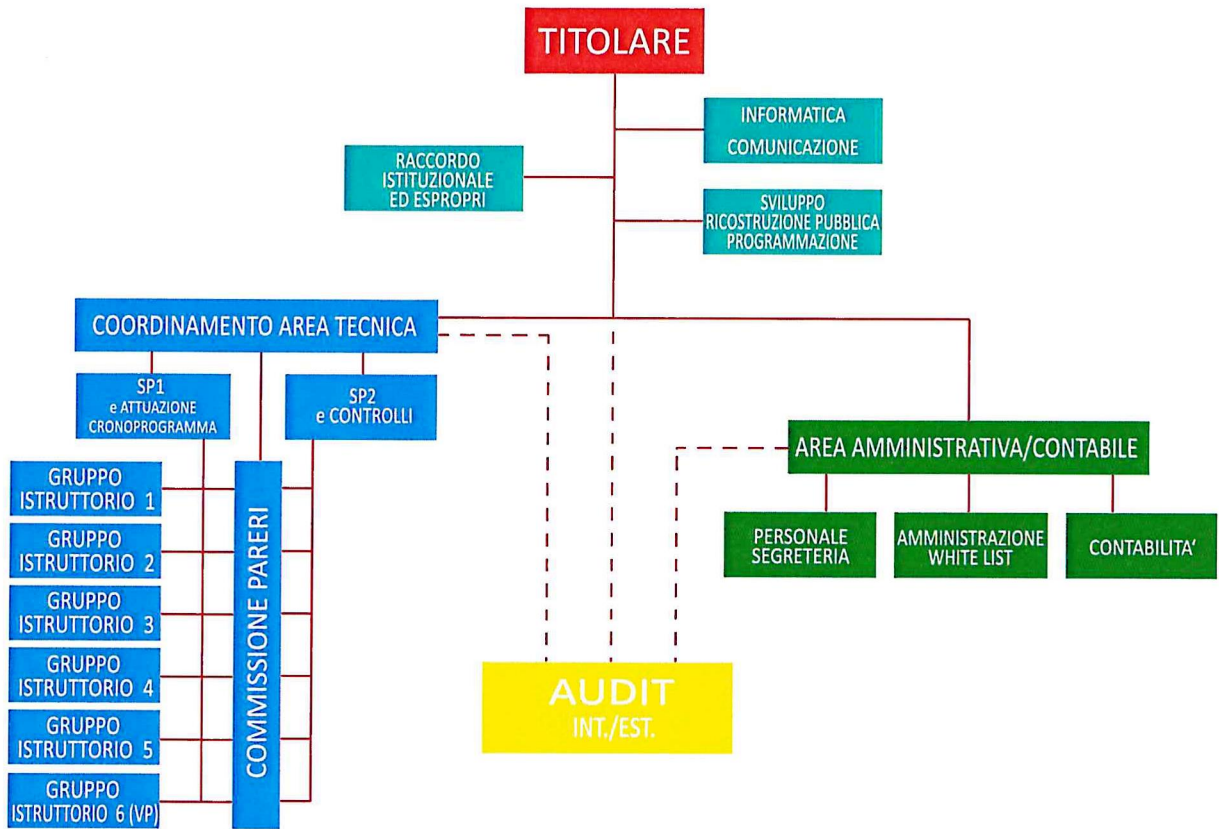 TITOLARE
INFORMATICA
COMUNICAZIONE
RACCORDO
ISTITUZIONALE
ED ESPROPRI
SVILUPPO
RICOSTRUZIONE PUBBLICA
PROGRAMMAZIONE
COORDINAMENTO AREA TECNICA
SP1
e ATTUAZIONE
CRONOPROGRAMMA
SP2
e CONTROLLI
AREA AMMINISTRATIVA/CONTABILE
PERSONALE
SEGRETERIA
AMMINISTRAZIONE
WHITE LIST
CONTABILITA'
GRUPPO
ISTRUTTORIO 1
GRUPPO
ISTRUTTORIO 2
GRUPPO
ISTRUTTORIO 3
GRUPPO
ISTRUTTORIO 4
GRUPPO
ISTRUTTORIO 5
GRUPPO
ISTRUTTORIO 6 (VP)
COMMISSIONE PARERI
AUDIT
INT./EST.